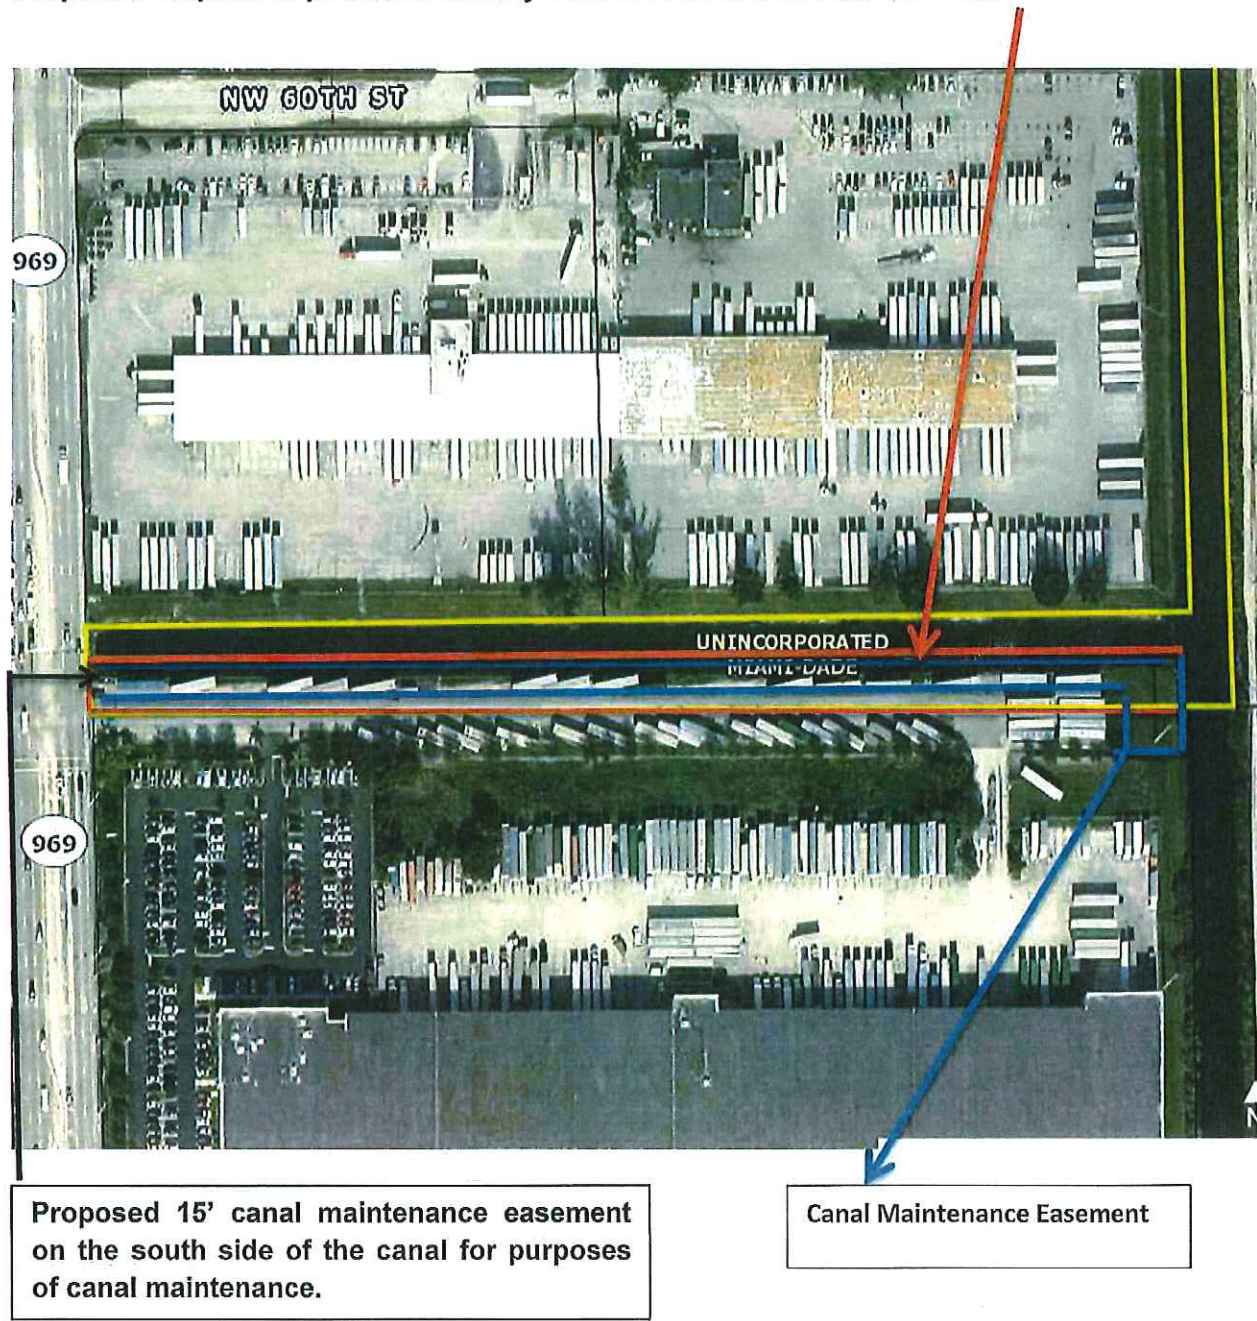 NW 60TH ST
969
UNINCORPORATED
MIAMI-DADE
969
N
Proposed 15’ canal maintenance easement
on the south side of the canal for purposes
of canal maintenance.
Canal Maintenance Easement